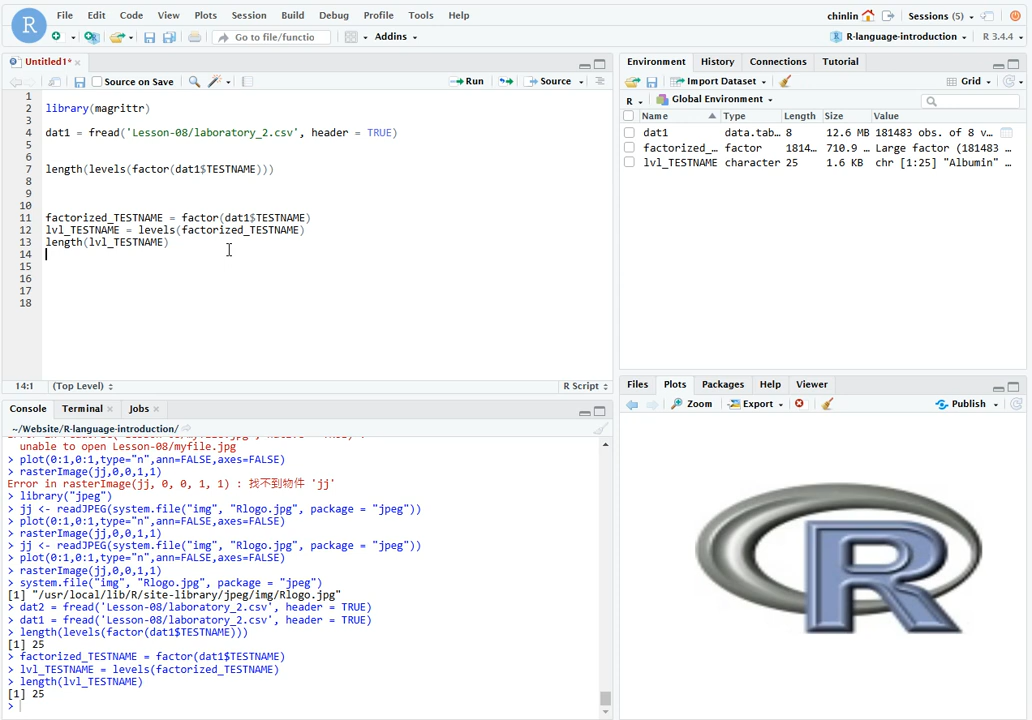 File Edit Code View Plots Session Build Debug Profile Tools Help
chinlin Sessions (5)
Go to file/functio Addins
R-language-introduction R 3.4.4
Untitled1*
Source on Save Run Source
1
2 library(magrittr)
3
4 dat1 = fread('Lesson-08/laboratory_2.csv', header = TRUE)
5
6
7 length(levels(factor(dat1$TESTNAME)))
8
9
10
11 factorized_TESTNAME = factor(dat1$TESTNAME)
12 lvl_TESTNAME = levels(factorized_TESTNAME)
13 length(lvl_TESTNAME)
14
15
16
17
18
14:1 (Top Level) R Script
Console Terminal Jobs
~/Website/R-language-introduction/
unable to open Lesson-08/myfile.jpg
> plot(0:1,0:1,type="n",ann=FALSE,axes=FALSE)
> rasterImage(jj,0,0,1,1)
Error in rasterImage(jj, 0, 0, 1, 1) : 找不到物件 'jj'
> library("jpeg")
> jj <- readJPEG(system.file("img", "Rlogo.jpg", package = "jpeg"))
> plot(0:1,0:1,type="n",ann=FALSE,axes=FALSE)
> rasterImage(jj,0,0,1,1)
> jj <- readJPEG(system.file("img", "Rlogo.jpg", package = "jpeg"))
> plot(0:1,0:1,type="n",ann=FALSE,axes=FALSE)
> rasterImage(jj,0,0,1,1)
> system.file("img", "Rlogo.jpg", package = "jpeg")
[1] "/usr/local/lib/R/site-library/jpeg/img/Rlogo.jpg"
> dat2 = fread('Lesson-08/laboratory_2.csv', header = TRUE)
> dat1 = fread('Lesson-08/laboratory_2.csv', header = TRUE)
> length(levels(factor(dat1$TESTNAME)))
[1] 25
> factorized_TESTNAME = factor(dat1$TESTNAME)
> lvl_TESTNAME = levels(factorized_TESTNAME)
> length(lvl_TESTNAME)
[1] 25
>
Environment History Connections Tutorial
Import Dataset Grid
R Global Environment
Name Type Length Size Value
dat1 data.tab... 8 12.6 MB 181483 obs. of 8 v...
factorized_... factor 1814... 710.9 ... Large factor (181483 ...
lvl_TESTNAME character 25 1.6 KB chr [1:25] "Albumin" ...
Files Plots Packages Help Viewer
Zoom Export Publish
R